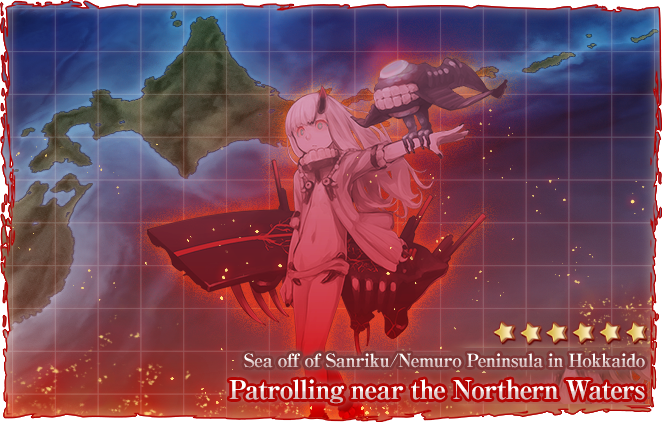 Sea off of Sanriku/Nemuro Peninsula in Hokkaido
Patrolling near the Northern Waters